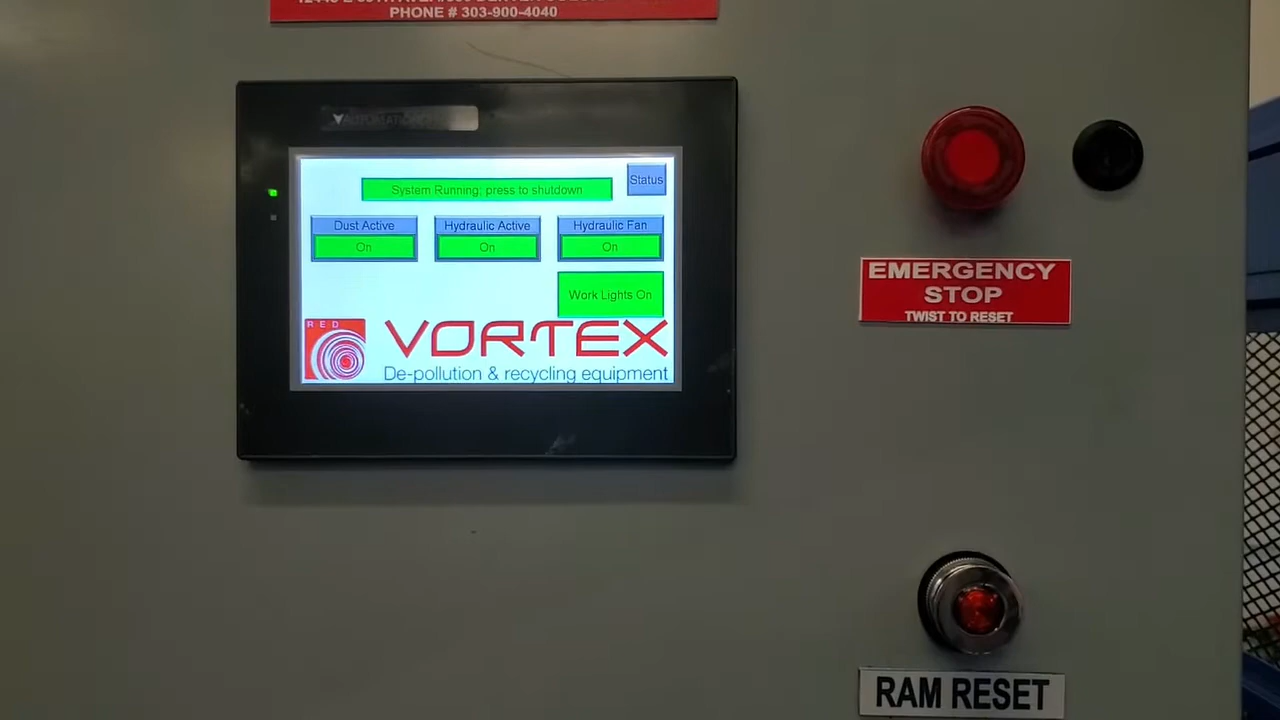 PHONE # 303-900-4040
Status
System Running; press to shutdown
Dust Active
Hydraulic Active
Hydraulic Fan
On
On
On
Work Lights On
RED
VORTEX
De-pollution & recycling equipment
EMERGENCY
STOP
TWIST TO RESET
RAM RESET